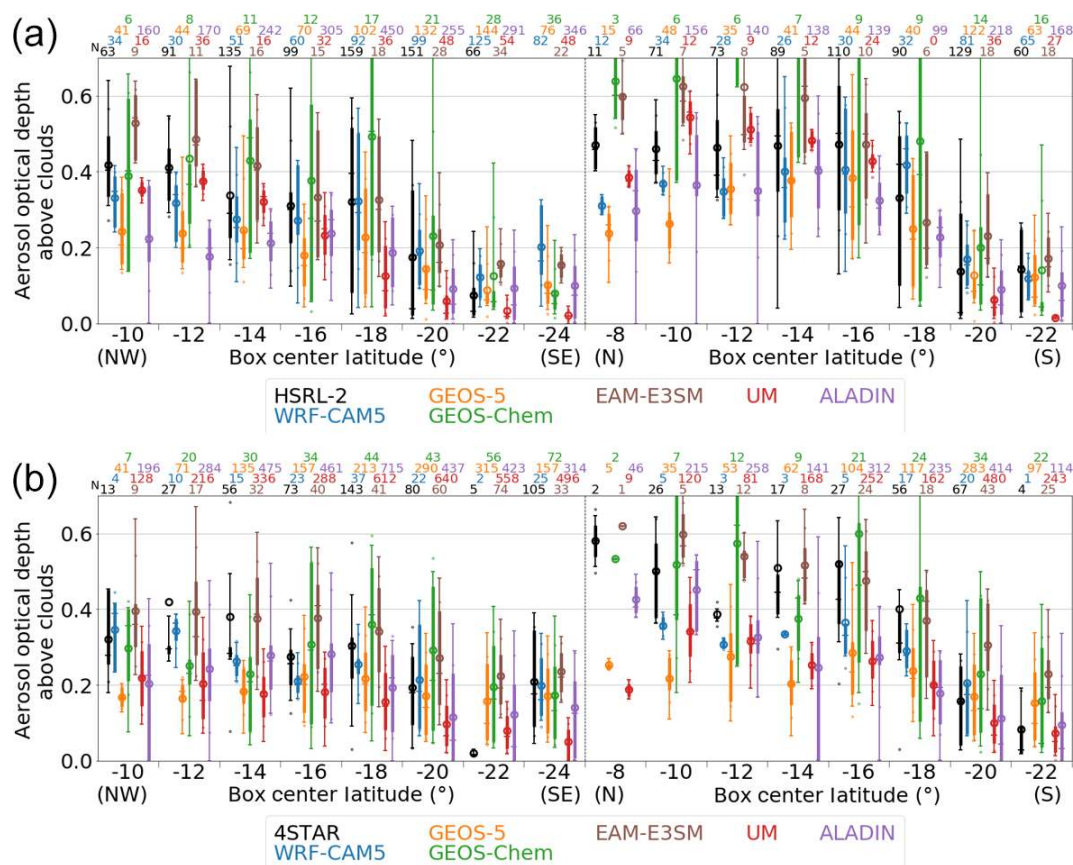 (a)
6 8 11 12 17 21 28 36 3 6 6 7 9 9 14 16
41 160 44 170 69 242 70 305 102 450 132 255 144 291 76 346 48 156 35 140 39 138 44 139 40 99 122 218 63 168
34 16 30 36 51 16 60 32 92 36 99 48 125 54 82 48 9 5 34 12 28 9 26 12 30 24 32 0 81 36 65 27
N 63 9 91 11 135 16 99 15 159 18 151 28 66 34 22 11 5 71 7 73 8 89 5 110 10 90 6 129 18 60 18
0.6
0.4
0.2
0.0
Aerosol optical depth
above clouds
-10 -12 -14 -16 -18 -20 -22 -24 -8 -10 -12 -14 -16 -18 -20 -22
(NW) Box center latitude (°) (SE) (N) Box center latitude (°) (S)
HSRL-2 GEOS-5 EAM-E3SM UM ALADIN
WRF-CAM5 GEOS-Chem
(b)
7 20 30 34 44 43 56 72 2 9 12 9 21 24 34 22
41 196 71 284 135 475 157 461 213 715 290 437 315 423 157 314 5 46 35 215 53 258 62 141 104 312 117 235 283 414 97 114
4 128 10 216 15 336 23 288 37 612 22 640 2 558 25 496 9 5 120 3 81 3 168 5 252 17 162 20 480 1 243
N 13 9 27 17 56 32 73 40 143 41 80 60 5 74 105 33 2 1 26 5 13 12 17 8 27 24 56 18 67 43 4 25
0.6
0.4
0.2
0.0
Aerosol optical depth
above clouds
-10 -12 -14 -16 -18 -20 -22 -24 -8 -10 -12 -14 -16 -18 -20 -22
(NW) Box center latitude (°) (SE) (N) Box center latitude (°) (S)
4STAR GEOS-5 EAM-E3SM UM ALADIN
WRF-CAM5 GEOS-Chem